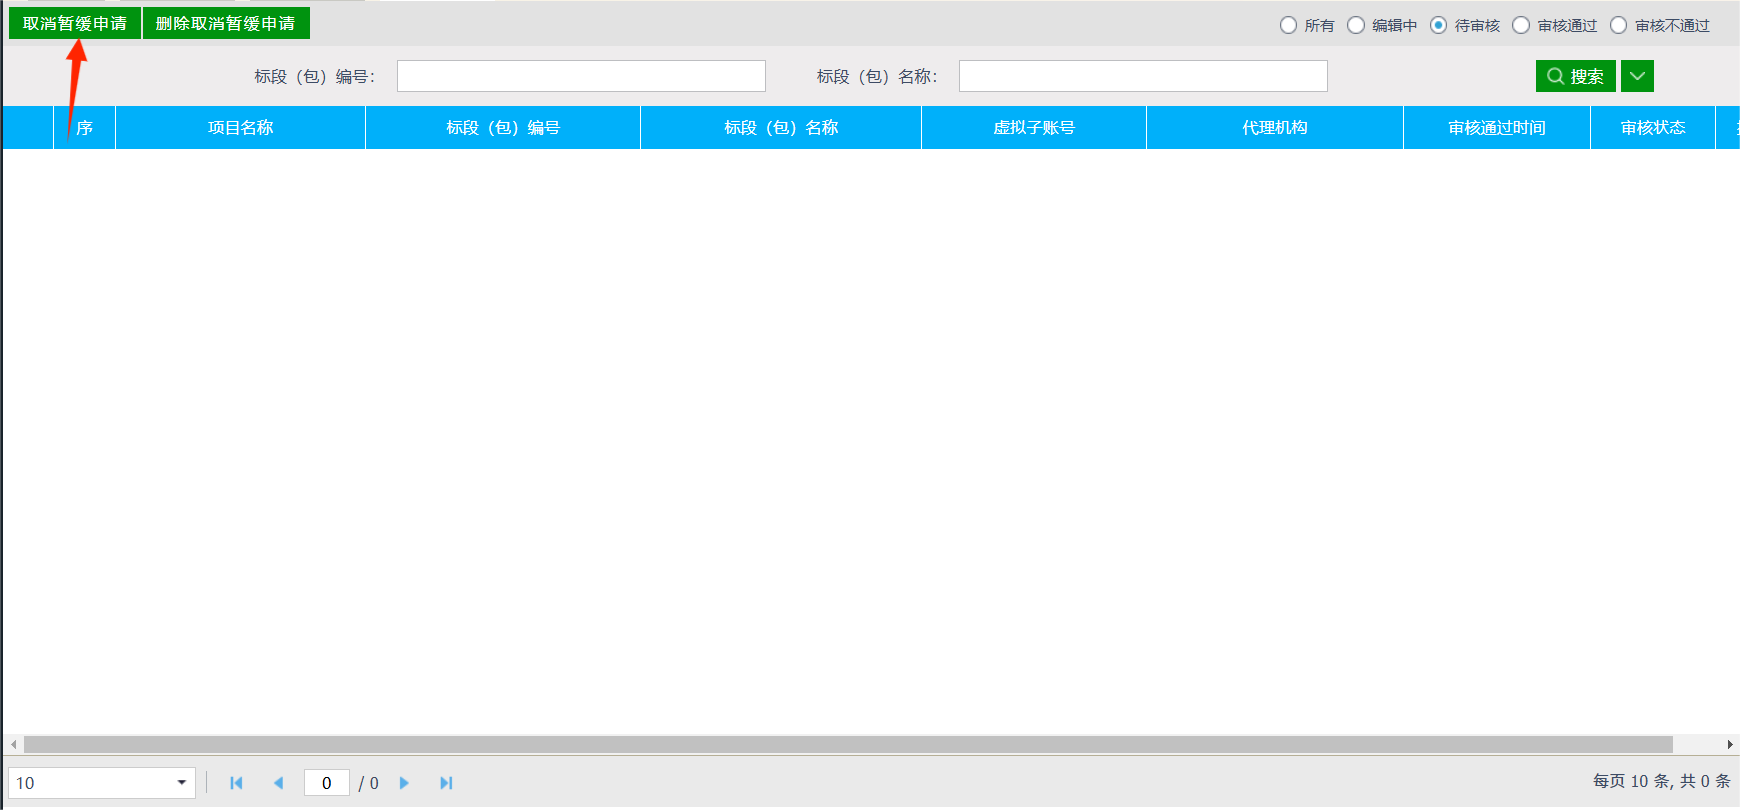 取消暂缓申请 删除取消暂缓申请 所有 编辑中 待审核 审核通过 审核不通过
标段（包）编号： 标段（包）名称： 搜索
序 项目名称 标段（包）编号 标段（包）名称 虚拟子账号 代理机构 审核通过时间 审核状态
10 0 / 0 每页 10 条, 共 0 条